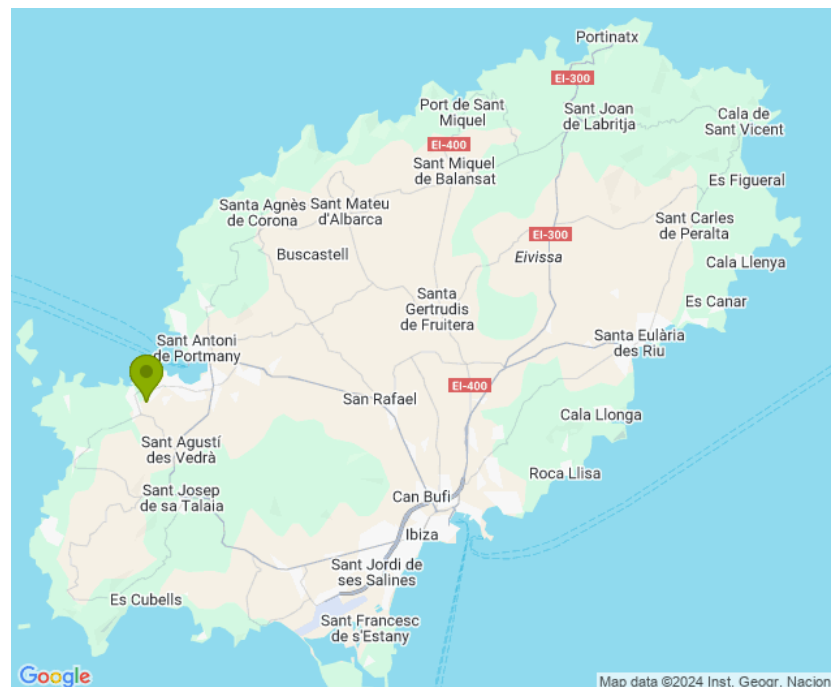 Portinatx
EI-300
Port de Sant
Miquel
Sant Joan
de Labritja
Cala de
Sant Vicent
EI-400
Sant Miquel
de Balansat
Es Figueral
Santa Agnès
de Corona
Sant Mateu
d'Albarca
Sant Carles
de Peralta
EI-300
Buscastell
Eivissa
Cala Llenya
Santa
Gertrudis
de Fruitera
Es Canar
Sant Antoni
de Portmany
Santa Eulària
des Riu
EI-400
San Rafael
Cala Llonga
Sant Agustí
des Vedrà
Roca Llisa
Sant Josep
de sa Talaia
Can Bufi
Ibiza
Sant Jordi de
ses Salines
Es Cubells
Sant Francesc
de s'Estany
Google
Map data ©2024 Inst. Geogr. Nacion